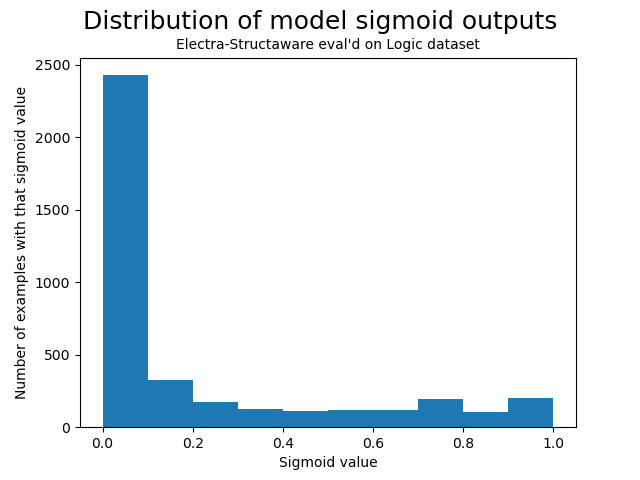 Distribution of model sigmoid outputs
Electra-Structaware eval'd on Logic dataset
Number of examples with that sigmoid value
2500
2000
1500
1000
500
0
0.0 0.2 0.4 0.6 0.8 1.0
Sigmoid value